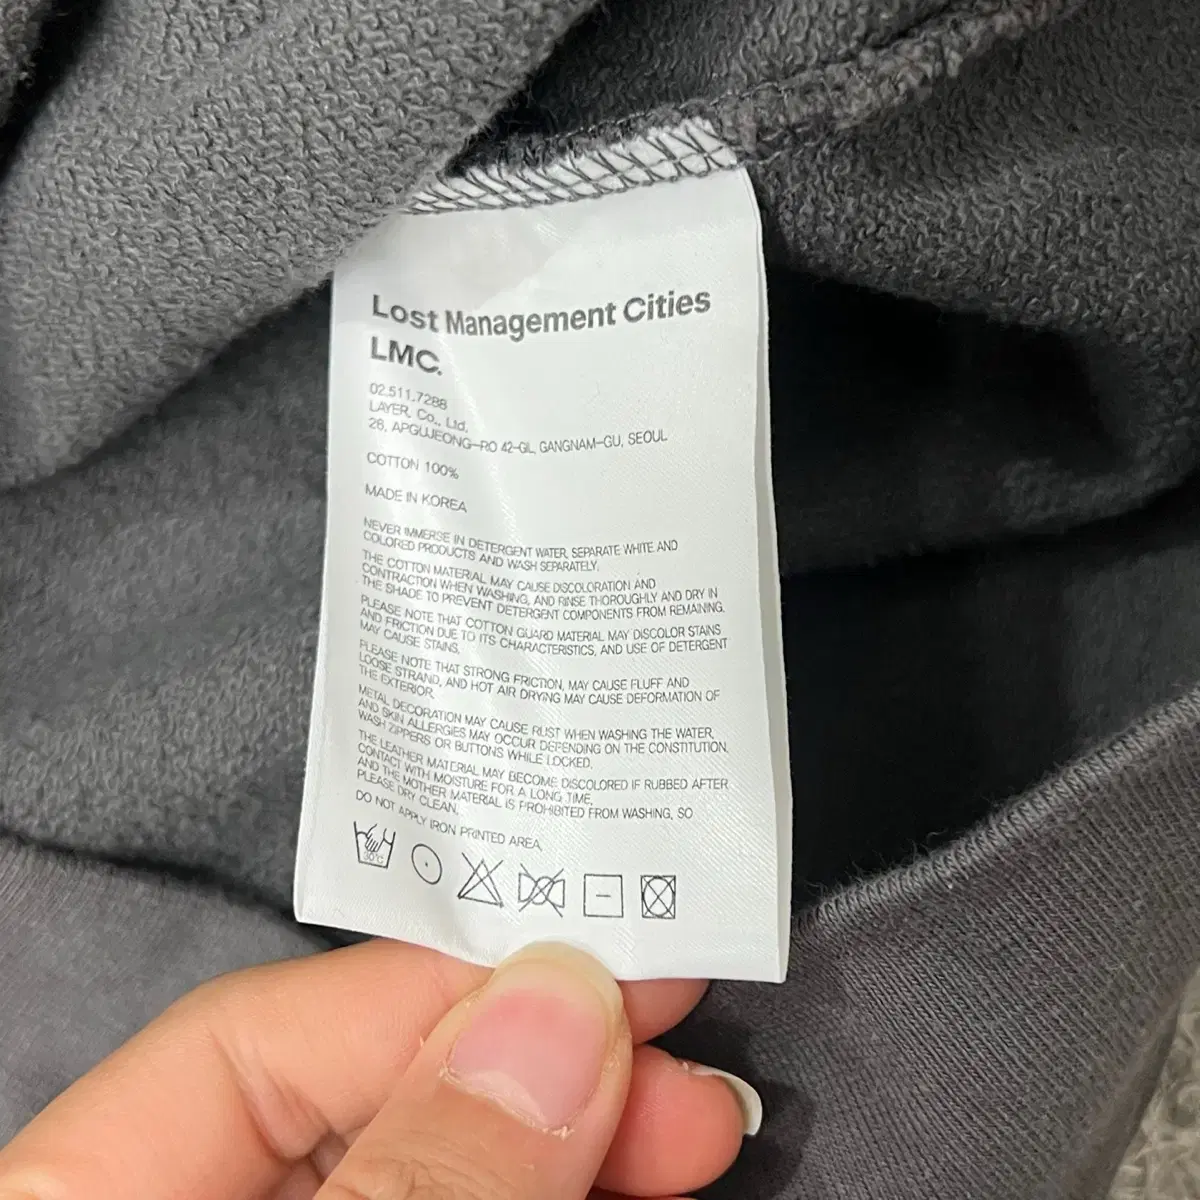 Lost Management Cities
LMC.
02.511.7288
LAYER, Co., Ltd.
28, APGUJEONG-RO 42-GIL, GANGNAM-GU, SEOUL
COTTON 100%
MADE IN KOREA
NEVER IMMERSE IN DETERGENT WATER, SEPARATE WHITE AND
COLORED PRODUCTS AND WASH SEPARATELY.
THE COTTON MATERIAL MAY CAUSE DISCOLORATION AND
CONTRACTION WHEN WASHING, AND RINSE THOROUGHLY AND DRY IN
THE SHADE TO PREVENT DETERGENT COMPONENTS FROM REMAINING.
PLEASE NOTE THAT COTTON GUARD MATERIAL MAY DISCOLOR STAINS
AND FRICTION DUE TO ITS CHARACTERISTICS, AND USE OF DETERGENT
MAY CAUSE STAINS.
PLEASE NOTE THAT STRONG FRICTION, MAY CAUSE FLUFF AND
LOOSE STRAND, AND HOT AIR DRYING MAY CAUSE DEFORMATION OF
THE EXTERIOR.
METAL DECORATION MAY CAUSE RUST WHEN WASHING THE WATER,
AND SKIN ALLERGIES MAY OCCUR DEPENDING ON THE CONSTITUTION,
WASH ZIPPERS OR BUTTONS WHILE LOCKED.
THE LEATHER MATERIAL MAY BECOME DISCOLORED IF RUBBED AFTER
CONTACT WITH MOISTURE FOR A LONG TIME,
AND THE MOTHER MATERIAL IS PROHIBITED FROM WASHING, SO
PLEASE DRY CLEAN.
DO NOT APPLY IRON PRINTED AREA
30°C